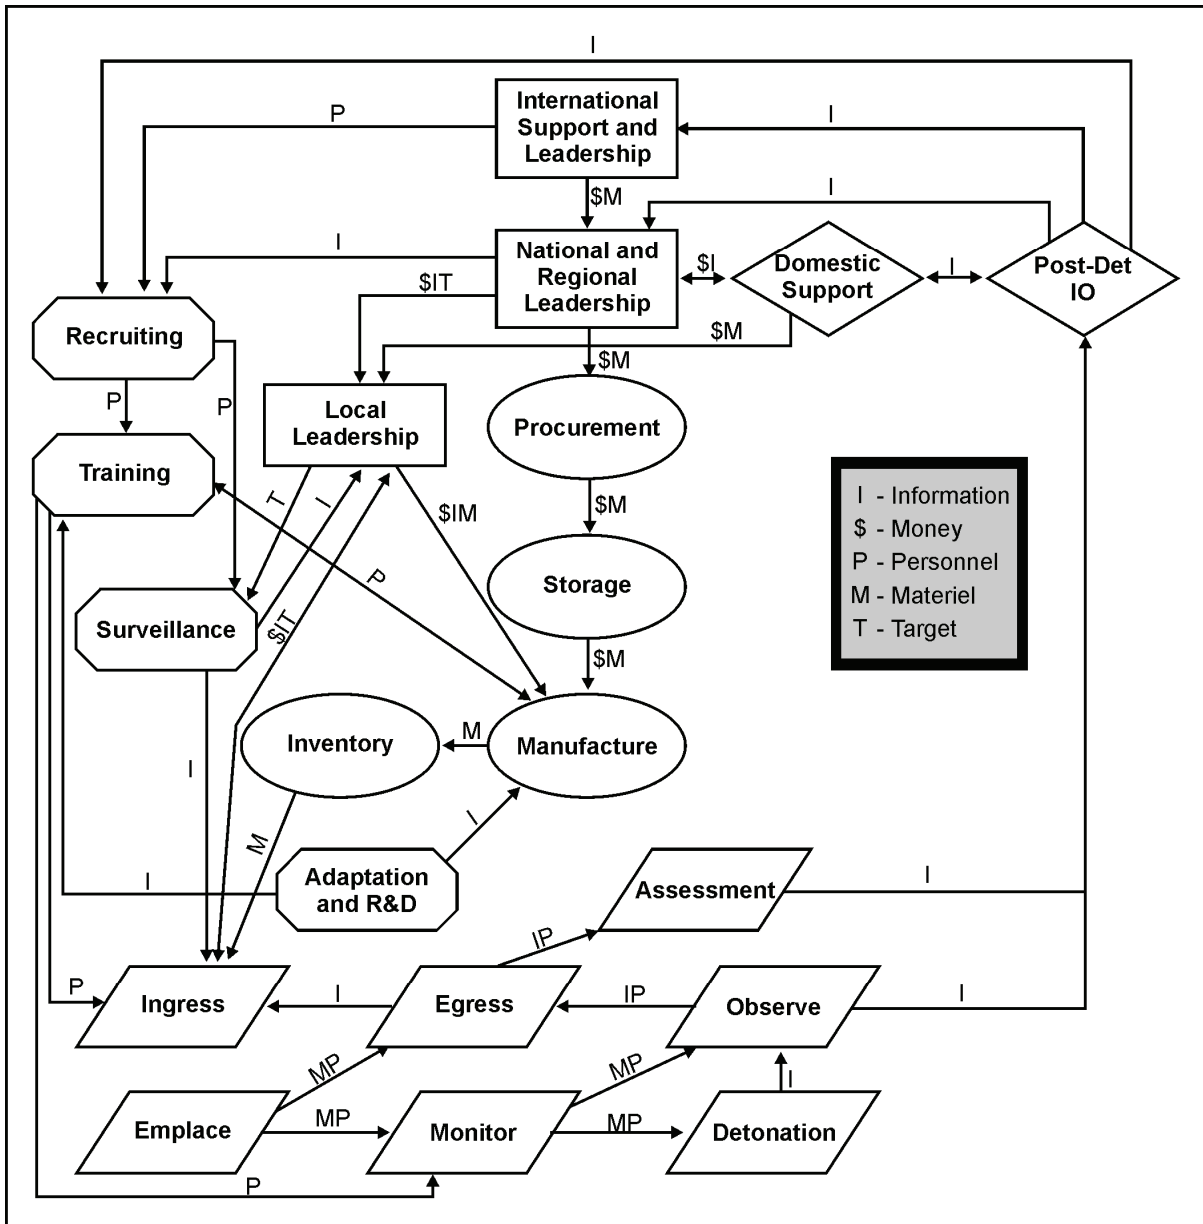 I
International
Support and
Leadership
P
I
$M
I
National and
Regional
Leadership
I
$IT
$I
Domestic
Support
I
Post-Det
IO
$M
$M
Recruiting
P
P
Local
Leadership
Procurement
Training
T
I
$IM
$M
P
Storage
Surveillance
$IT
$M
I - Information
$ - Money
P - Personnel
M - Materiel
T - Target
Inventory
M
Manufacture
I
M
I
I
Adaptation
and R&D
Assessment
I
IP
P
Ingress
I
Egress
IP
Observe
I
MP
MP
I
Emplace
MP
Monitor
MP
Detonation
P